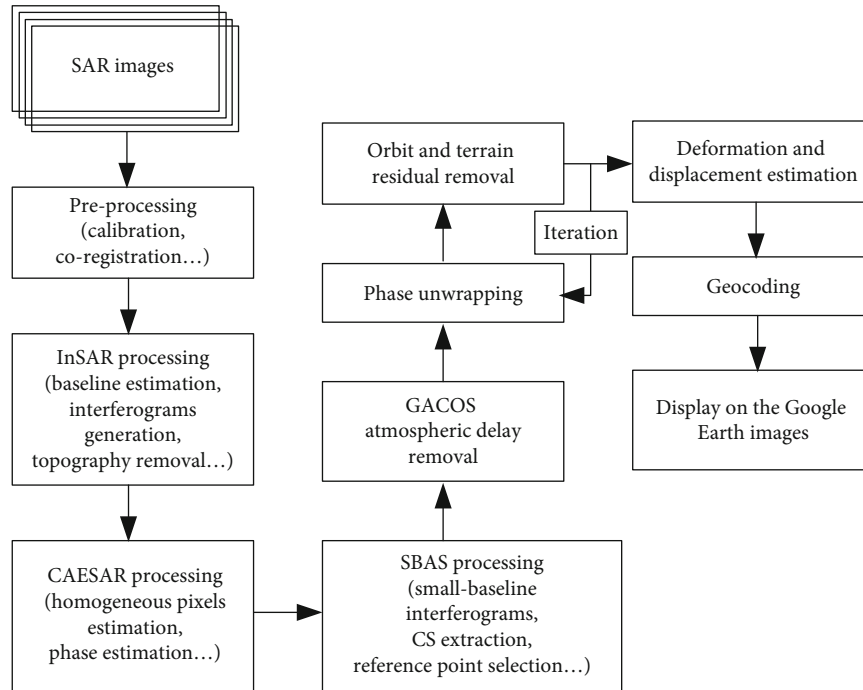 SAR images
Pre-processing
(calibration,
co-registration…)
InSAR processing
(baseline estimation,
interferograms
generation,
topography removal…)
CAESAR processing
(homogeneous pixels
estimation,
phase estimation…)
SBAS processing
(small-baseline
interferograms,
CS extraction,
reference point selection…)
GACOS
atmospheric delay
removal
Phase unwrapping
Orbit and terrain
residual removal
Iteration
Deformation and
displacement estimation
Geocoding
Display on the Google
Earth images